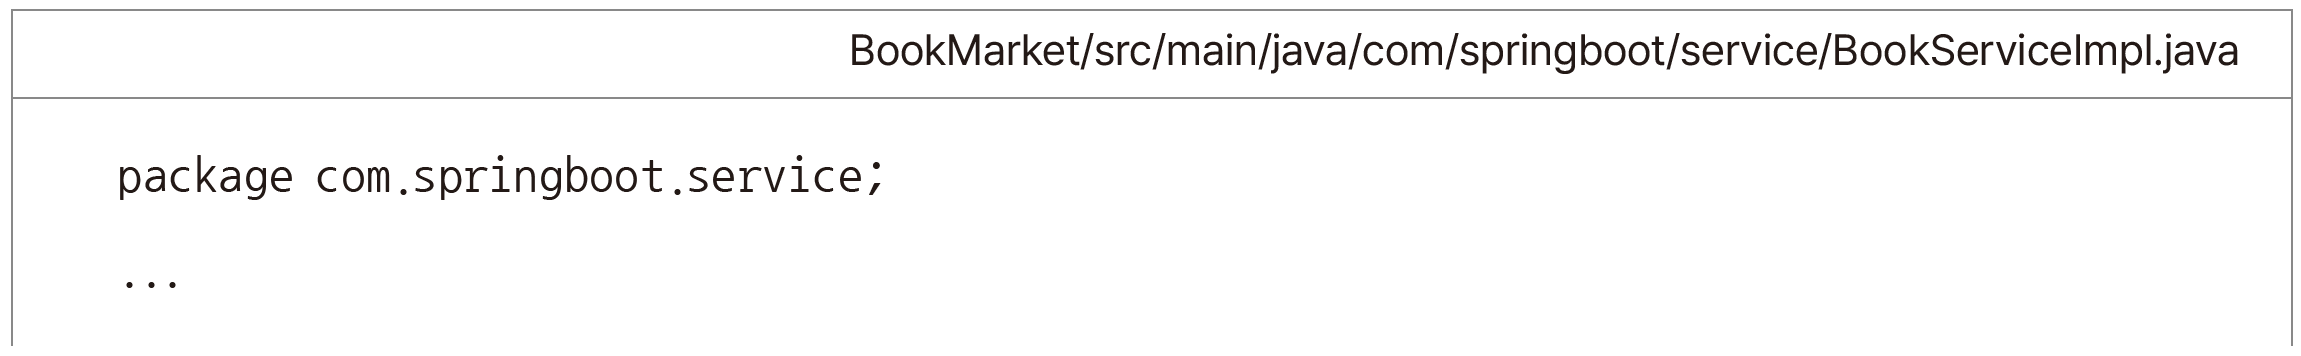 BookMarket/src/main/java/com/springboot/service/BookServiceImpl.java
package com.springboot.service;
...